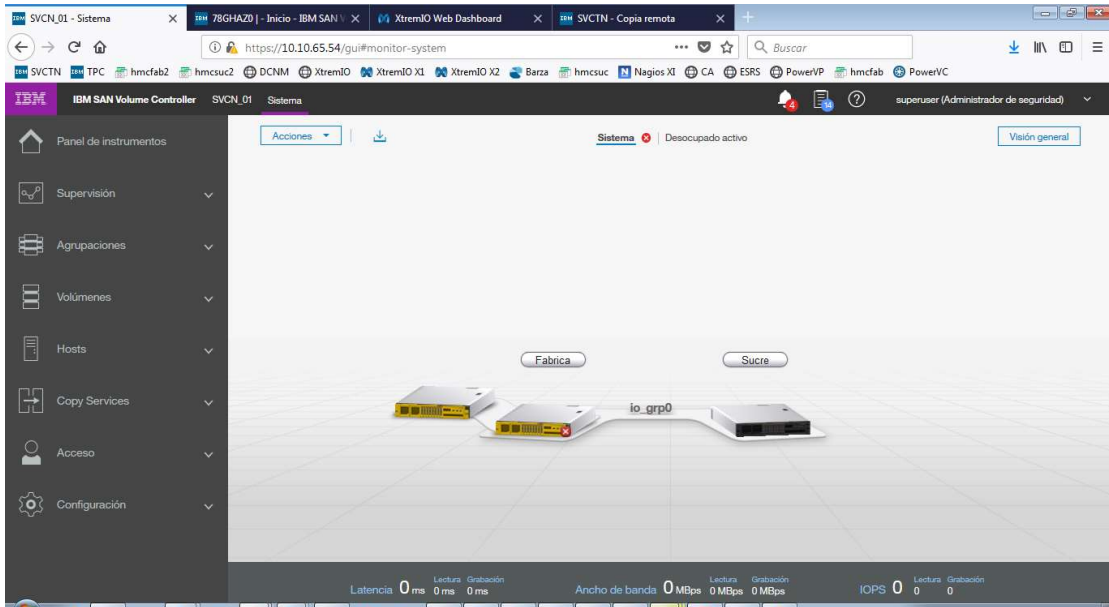 SVCN_01 - Sistema
78GHAZ0 | - Inicio - IBM SAN V
XtremIO Web Dashboard
SVCTN - Copia remota
https://10.10.65.54/gui#monitor-system
Buscar
SVCTN TPC hmcfab2 hmcsuc2 DCNM XtremIO XtremIO X1 XtremIO X2 Barza hmcsuc Nagios XI CA ESRS PowerVP hmcfab PowerVC
IBM IBM SAN Volume Controller SVCN_01 Sistema 4 14 superuser (Administrador de seguridad)
Panel de instrumentos
Acciones
Sistema Desocupado activo
Visión general
Supervisión
Agrupaciones
Volúmenes
Hosts
Fabrica
Sucre
Copy Services
io_grp0
Acceso
Configuración
Latencia 0 ms Lectura 0 ms Grabación 0 ms
Ancho de banda 0 MBps Lectura 0 MBps Grabación 0 MBps
IOPS 0 Lectura 0 Grabación 0